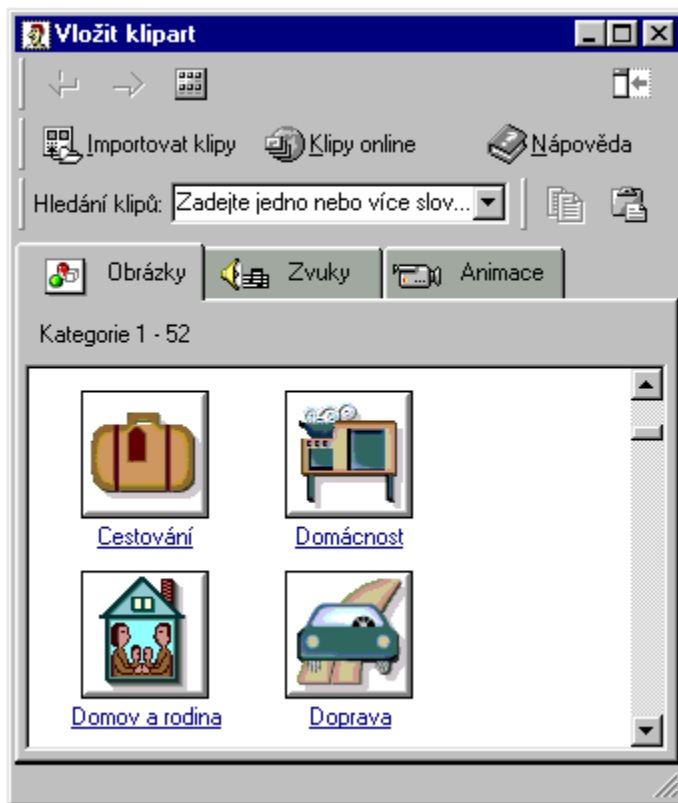 Vložit klipart
Importovat klipy Klipy online Nápověda
Hledání klipů: Zadejte jedno nebo více slov...
Obrázky Zvuky Animace
Kategorie 1 - 52
Cestování Domácnost
Domov a rodina Doprava